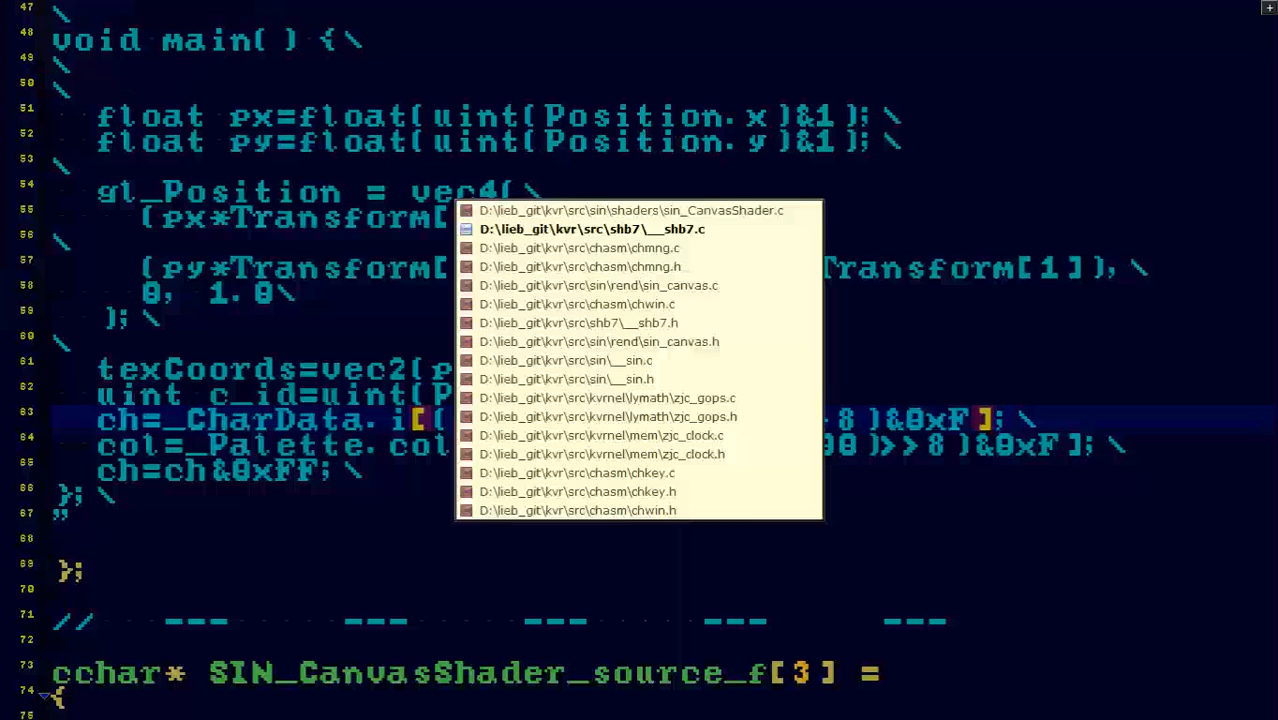 47 \
48 void main( ) {\
49 \
50 \
51 float px=float( uint( Position. x )&1 ); \
52 float py=float( uint( Position. y )&1 ); \
53 \
54 gl_Position = vec4( \
55 ( px*Transform[
56 \
57 ( py*Transform[ Transform[ 1 ] ), \
58 0, 1. 0\
59 ); \
60 \
61 texCoords=vec2( p
62 uint c_id=uint( P
63 ch=_CharData. i[ ( 8 )&0xF ]; \
64 col=_Palette. col )>>8 )&0xF ]; \
65 ch=ch&0xFF; \
66 }; \
67 "
68
69 };
70
71 // --- --- --- --- ---
72
73 cchar* SIN_CanvasShader_source_f[ 3 ] =
74 {
75
D:\lieb_git\kvr\src\sin\shaders\sin_CanvasShader.c
D:\lieb_git\kvr\src\shb7\__shb7.c
D:\lieb_git\kvr\src\chasm\chmng.c
D:\lieb_git\kvr\src\chasm\chmng.h
D:\lieb_git\kvr\src\sin\rend\sin_canvas.c
D:\lieb_git\kvr\src\chasm\chwin.c
D:\lieb_git\kvr\src\shb7\__shb7.h
D:\lieb_git\kvr\src\sin\rend\sin_canvas.h
D:\lieb_git\kvr\src\sin\__sin.c
D:\lieb_git\kvr\src\sin\__sin.h
D:\lieb_git\kvr\src\kvrnel\lymath\zjc_gops.c
D:\lieb_git\kvr\src\kvrnel\lymath\zjc_gops.h
D:\lieb_git\kvr\src\kvrnel\mem\zjc_clock.c
D:\lieb_git\kvr\src\kvrnel\mem\zjc_clock.h
D:\lieb_git\kvr\src\chasm\chkey.c
D:\lieb_git\kvr\src\chasm\chkey.h
D:\lieb_git\kvr\src\chasm\chwin.h